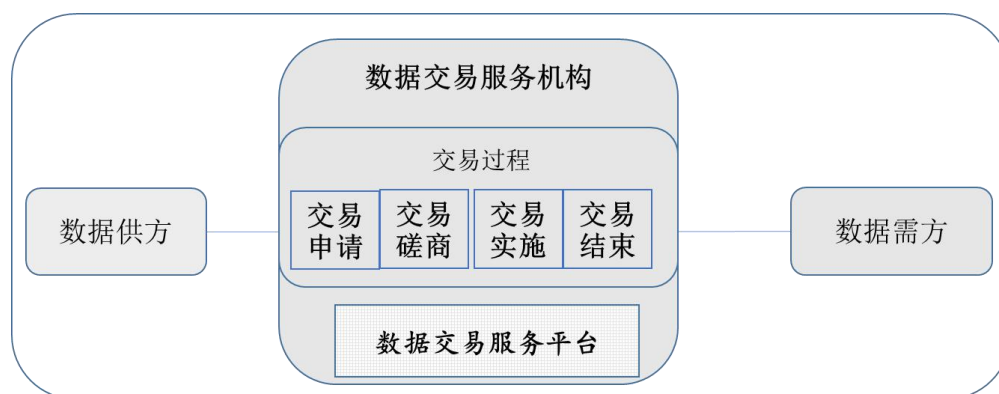 数据交易服务机构
交易过程
数据供方
交易
申请
交易
磋商
交易
实施
交易
结束
数据需方
数据交易服务平台